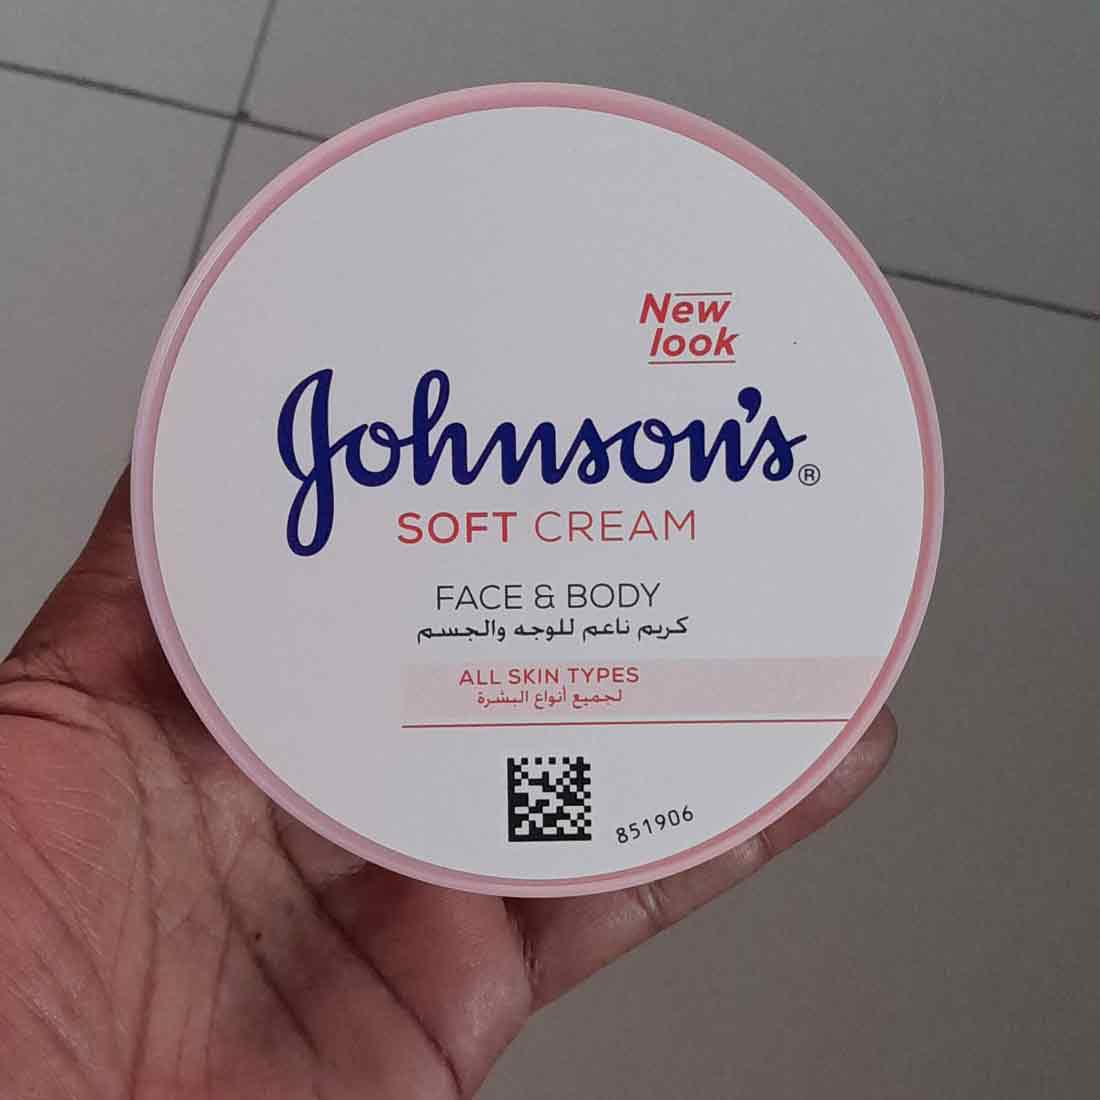 New
look
Johnson's®
SOFT CREAM
FACE & BODY
كريم ناعم للوجه والجسم
ALL SKIN TYPES
لجميع أنواع البشرة
851906